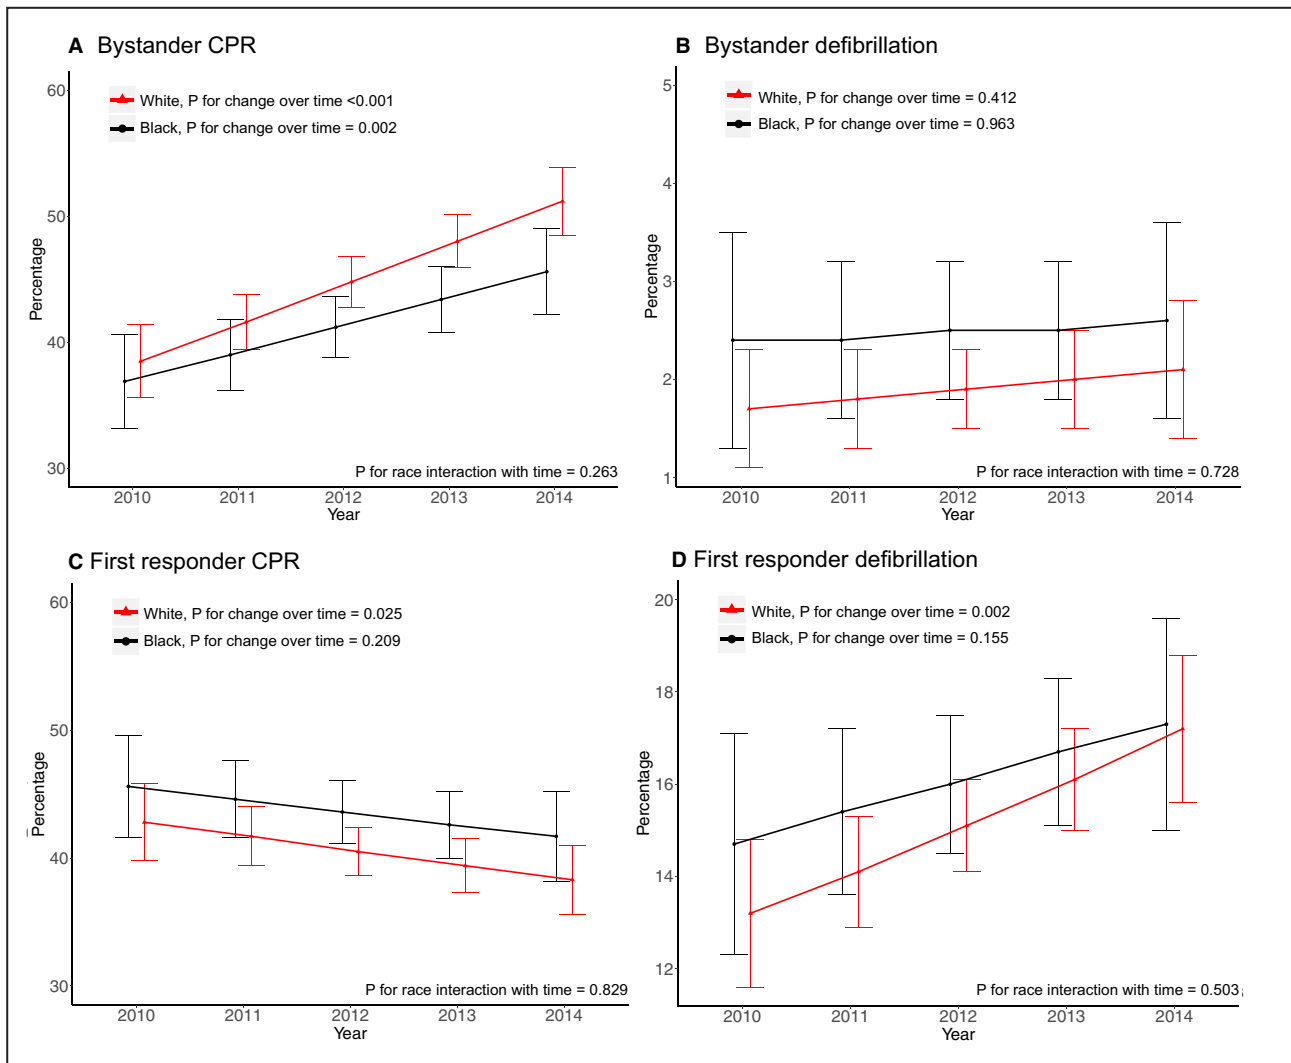 A Bystander CPR
60
50
40
30
Percentage
White, P for change over time <0.001
Black, P for change over time = 0.002
P for race interaction with time = 0.263
2010 2011 2012 2013 2014
Year
B Bystander defibrillation
5
4
3
2
1
Percentage
White, P for change over time = 0.412
Black, P for change over time = 0.963
P for race interaction with time = 0.728
2010 2011 2012 2013 2014
Year
C First responder CPR
60
50
40
30
Percentage
White, P for change over time = 0.025
Black, P for change over time = 0.209
P for race interaction with time = 0.829
2010 2011 2012 2013 2014
Year
D First responder defibrillation
20
18
16
14
12
Percentage
White, P for change over time = 0.002
Black, P for change over time = 0.155
P for race interaction with time = 0.503
2010 2011 2012 2013 2014
Year